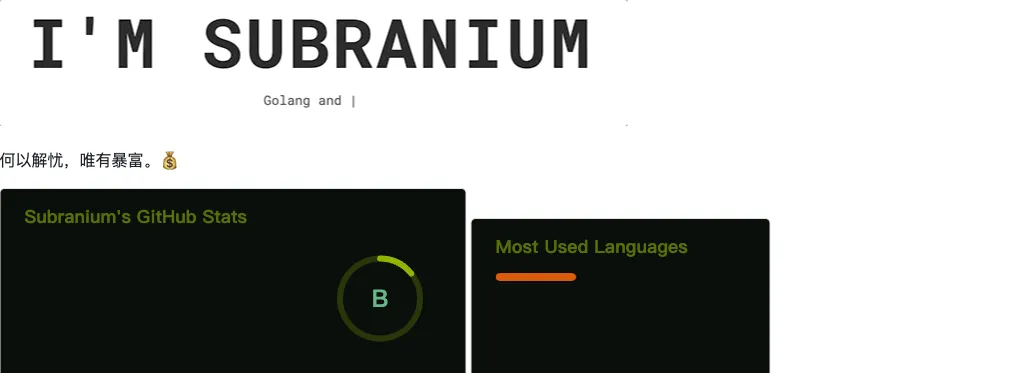 I'M SUBRANIUM
Golang and |
何以解忧，唯有暴富。💰
Subranium's GitHub Stats
B
Most Used Languages